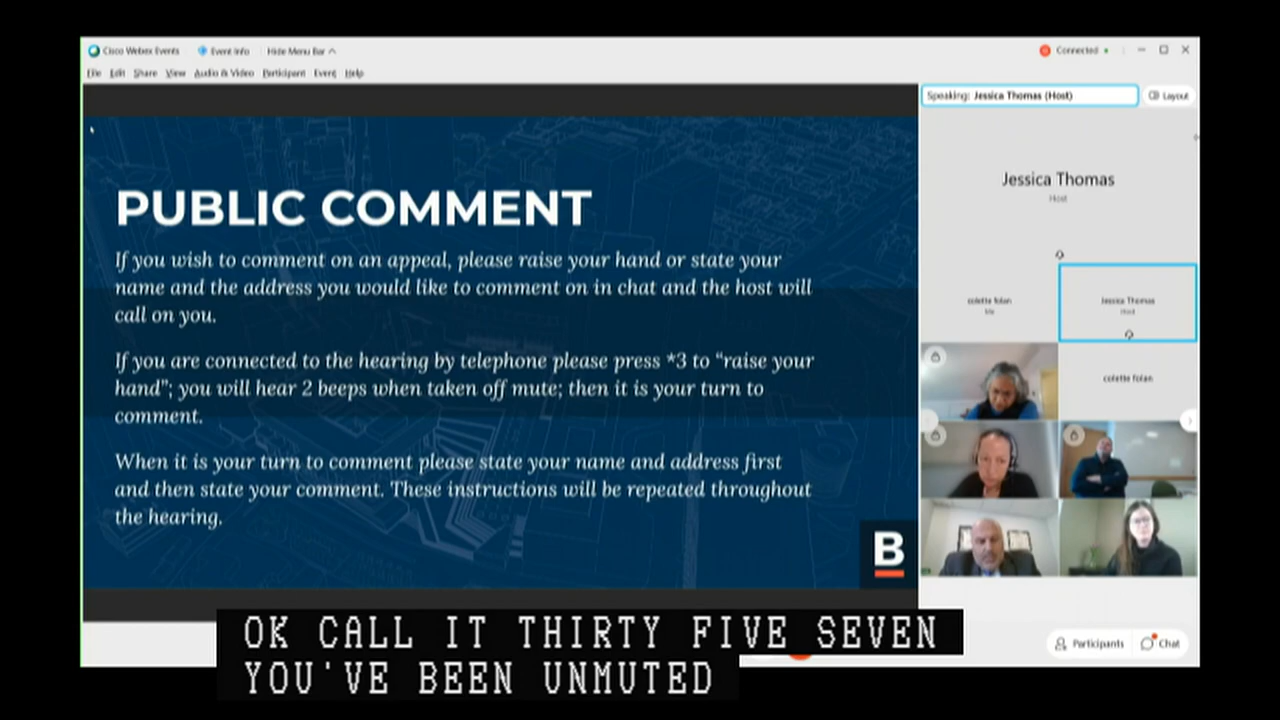 Cisco Webex Events Event Info Hide Menu Bar
Connected
File Edit Share View Audio & Video Participant Event Help
Speaking: Jessica Thomas (Host)
Layout
Jessica Thomas
Host
PUBLIC COMMENT
If you wish to comment on an appeal, please raise your hand or state your
name and the address you would like to comment on in chat and the host will
call on you.
If you are connected to the hearing by telephone please press *3 to “raise your
hand”; you will hear 2 beeps when taken off mute; then it is your turn to
comment.
When it is your turn to comment please state your name and address first
and then state your comment. These instructions will be repeated throughout
the hearing.
B
colette folan
Me
Jessica Thomas
Host
colette folan
Participants
Chat
OK CALL IT THIRTY FIVE SEVEN
YOU'VE BEEN UNMUTED